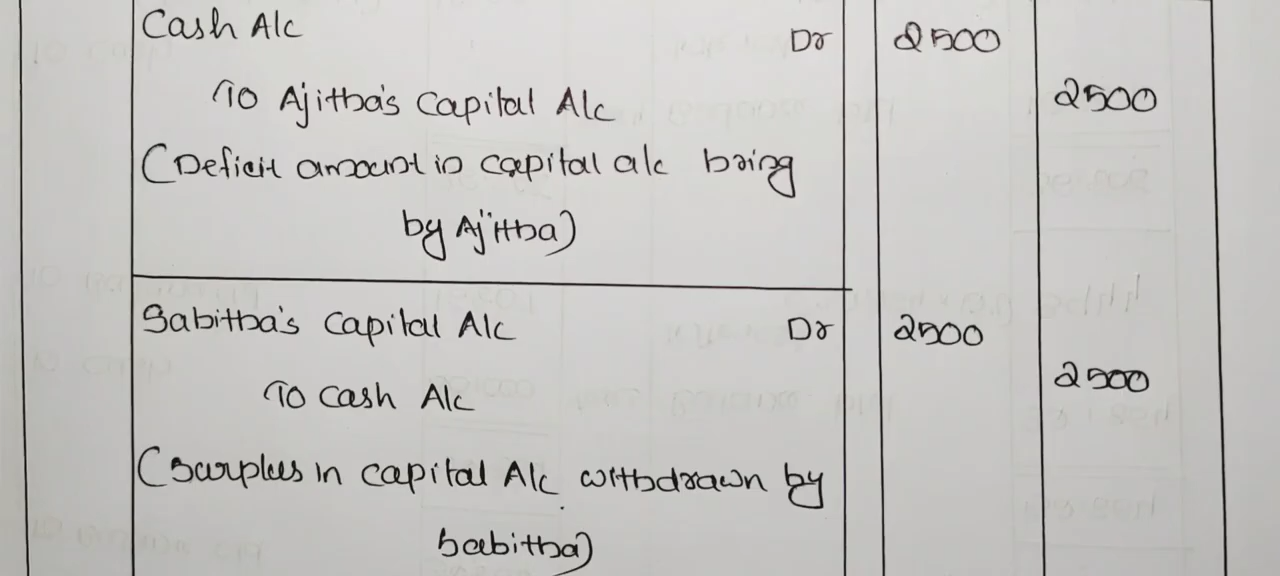 Cash A/c Dr 2500
To Ajitha's Capital A/c 2500
(Deficit amount in capital a/c bring
by Ajitha)
Sabitha's Capital A/c Dr 2500
To Cash A/c 2500
(Surplus in capital A/c withdrawn by
Sabitha)